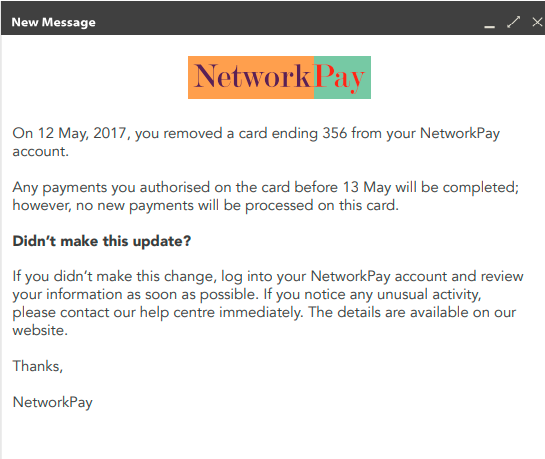 New Message
NetworkPay
On 12 May, 2017, you removed a card ending 356 from your NetworkPay
account.
Any payments you authorised on the card before 13 May will be completed;
however, no new payments will be processed on this card.
Didn't make this update?
If you didn't make this change, log into your NetworkPay account and review
your information as soon as possible. If you notice any unusual activity,
please contact our help centre immediately. The details are available on our
website.
Thanks,
NetworkPay